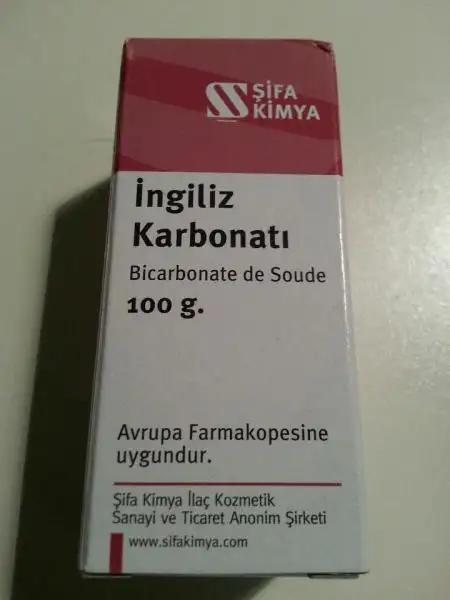 ŞİFA
KİMYA
İngiliz
Karbonatı
Bicarbonate de Soude
100 g.
Avrupa Farmakopesine
uygundur.
Şifa Kimya İlaç Kozmetik
Sanayi ve Ticaret Anonim Şirketi
www.sifakimya.com